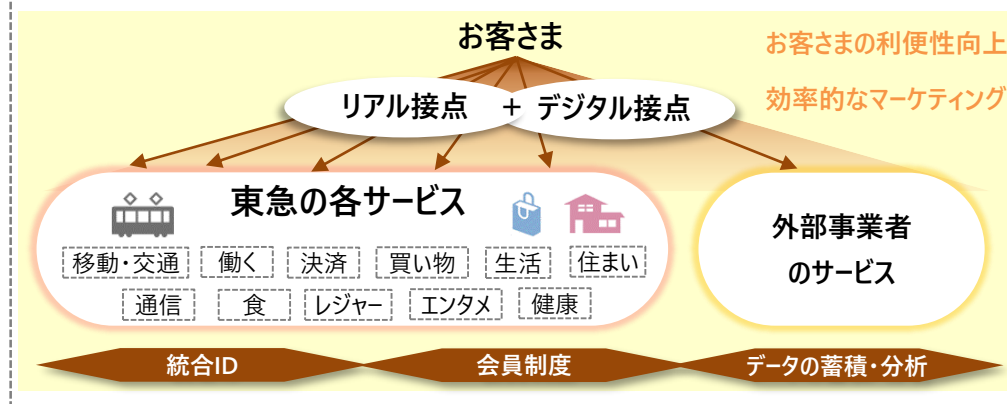 お客さま
お客さまの利便性向上
効率的なマーケティング
リアル接点 + デジタル接点
東急の各サービス
移動・交通 働く 決済 買い物 生活 住まい
通信 食 レジャー エンタメ 健康
外部事業者
のサービス
統合ID 会員制度 データの蓄積・分析